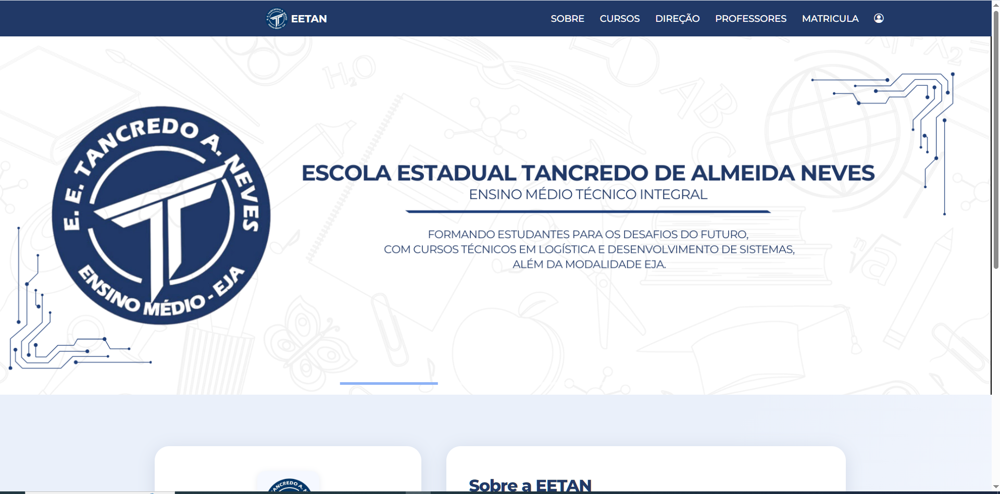 EETAN
SOBRE CURSOS DIREÇÃO PROFESSORES MATRICULA
H₂O
ABC
E. E. TANCREDO A. NEVES
ENSINO MÉDIO - EJA
ESCOLA ESTADUAL TANCREDO DE ALMEIDA NEVES
ENSINO MÉDIO TÉCNICO INTEGRAL
FORMANDO ESTUDANTES PARA OS DESAFIOS DO FUTURO,
COM CURSOS TÉCNICOS EM LOGÍSTICA E DESENVOLVIMENTO DE SISTEMAS,
ALÉM DA MODALIDADE EJA.
Sobre a EETAN